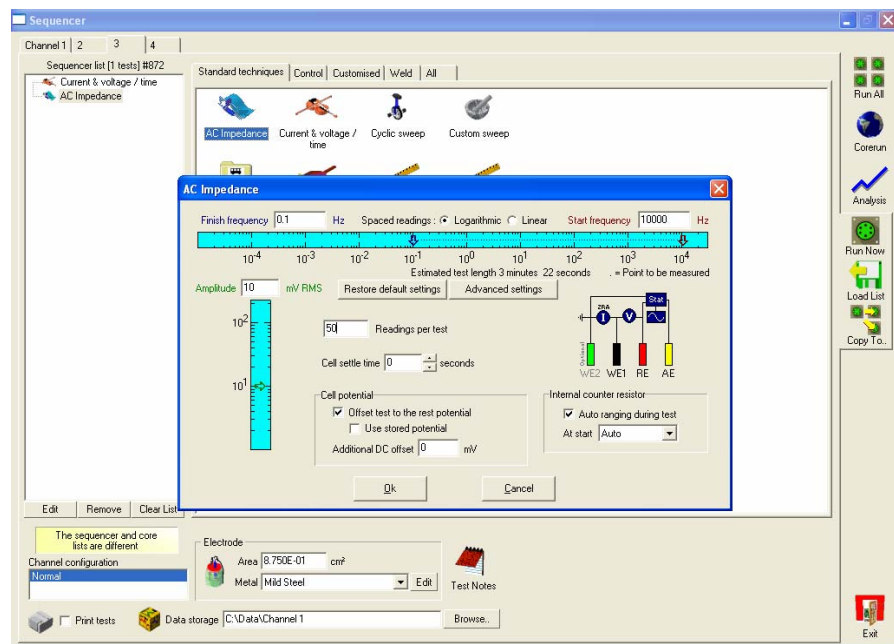 Sequencer
Channel 1 2 3 4
Sequencer list [1 tests] #872
Current & voltage / time
AC Impedance
Standard techniques Control Customised Weld All
AC Impedance
Current & voltage / time
Cyclic sweep
Custom sweep
AC Impedance
Finish frequency 0.1 Hz Spaced readings : Logarithmic Linear Start frequency 10000 Hz
10-4 10-3 10-2 10-1 100 101 102 103 104
Estimated test length 3 minutes 22 seconds . = Point to be measured
Amplitude 10 mV RMS Restore default settings Advanced settings
102
101
50 Readings per test
Cell settle time 0 seconds
Stat
ZRA
I V
Optional
WE2 WE1 RE AE
Cell potential
Offset test to the rest potential
Use stored potential
Additional DC offset 0 mV
Internal counter resistor
Auto ranging during test
At start Auto
Ok Cancel
Edit Remove Clear List
The sequencer and core
lists are different
Channel configuration
Normal
Electrode
Area 8.750E-01 cm²
Metal Mild Steel Edit
Test Notes
Print tests Data storage C:\Data\Channel 1 Browse..
Run All
Corerun
Analysis
Run Now
Load List
Copy To..
Exit